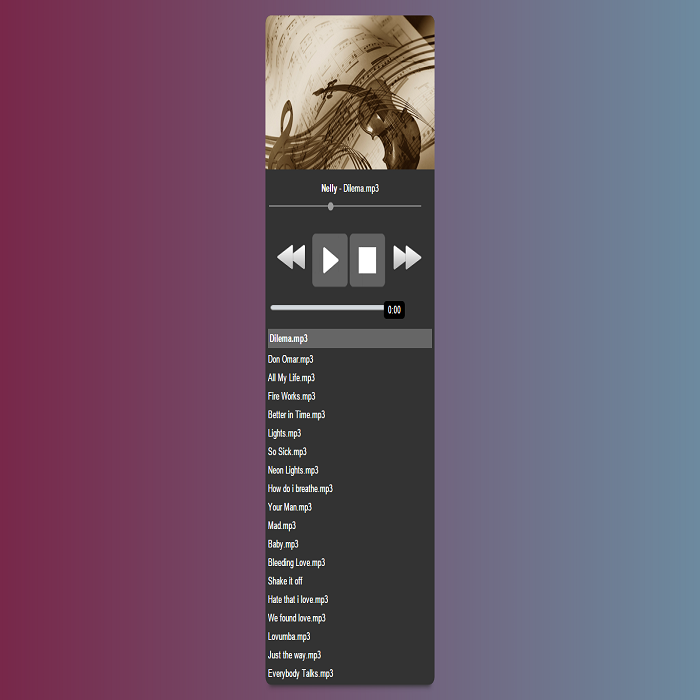 Nelly - Dilema.mp3
0:00
Dilema.mp3
Don Omar.mp3
All My Life.mp3
Fire Works.mp3
Better in Time.mp3
Lights.mp3
So Sick.mp3
Neon Lights.mp3
How do i breathe.mp3
Your Man.mp3
Mad.mp3
Baby.mp3
Bleeding Love.mp3
Shake it off
Hate that i love.mp3
We found love.mp3
Lovumba.mp3
Just the way.mp3
Everybody Talks.mp3